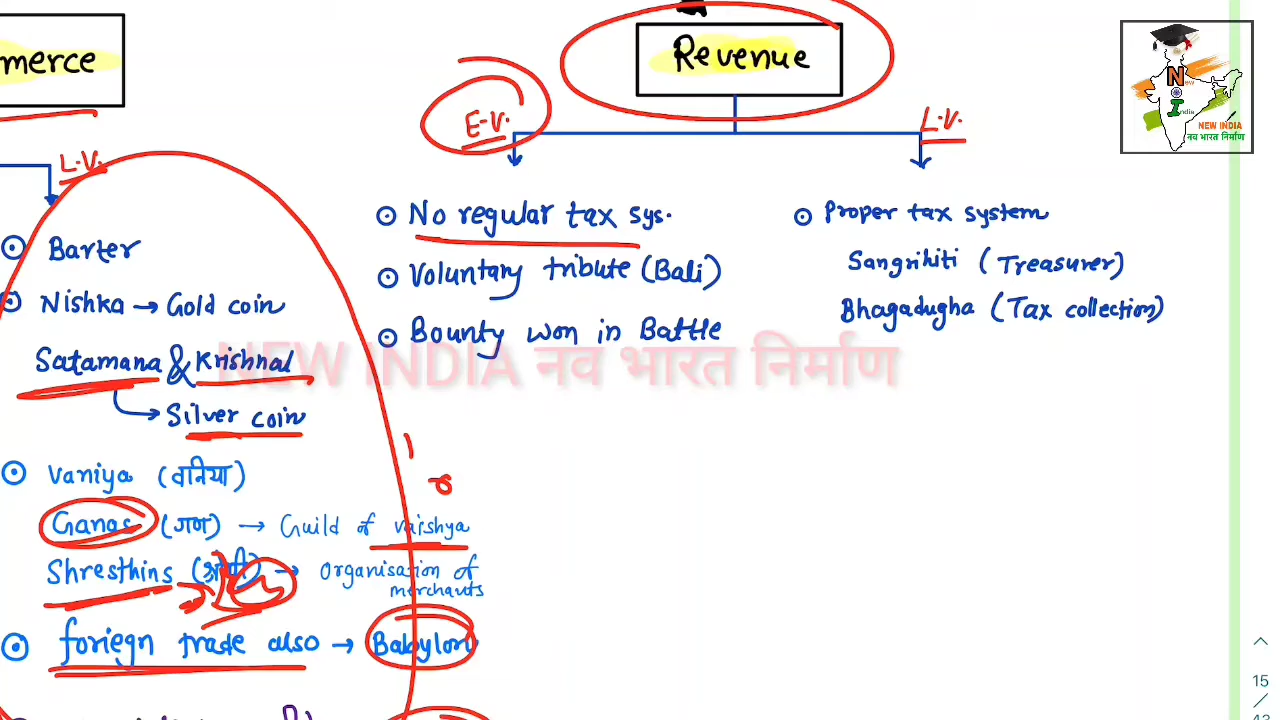 merce
Revenue
E.V.
L.V.
L.V.
NEW INDIA
नव भारत निर्माण
Barter
Nishka → Gold coin
Satamana & Krishnal
Silver coin
Vaniya (वनिया)
Ganas (गण) → Guild of vaishya
Shresthins → Organisation of
merchants
foriegn trade also → Babylon
No regular tax sys.
Voluntary tribute (Bali)
Bounty won in Battle
Proper tax system
Sangrihiti (Treasurer)
Bhagadugha (Tax collection)
NEW INDIA नव भारत निर्माण
15
/